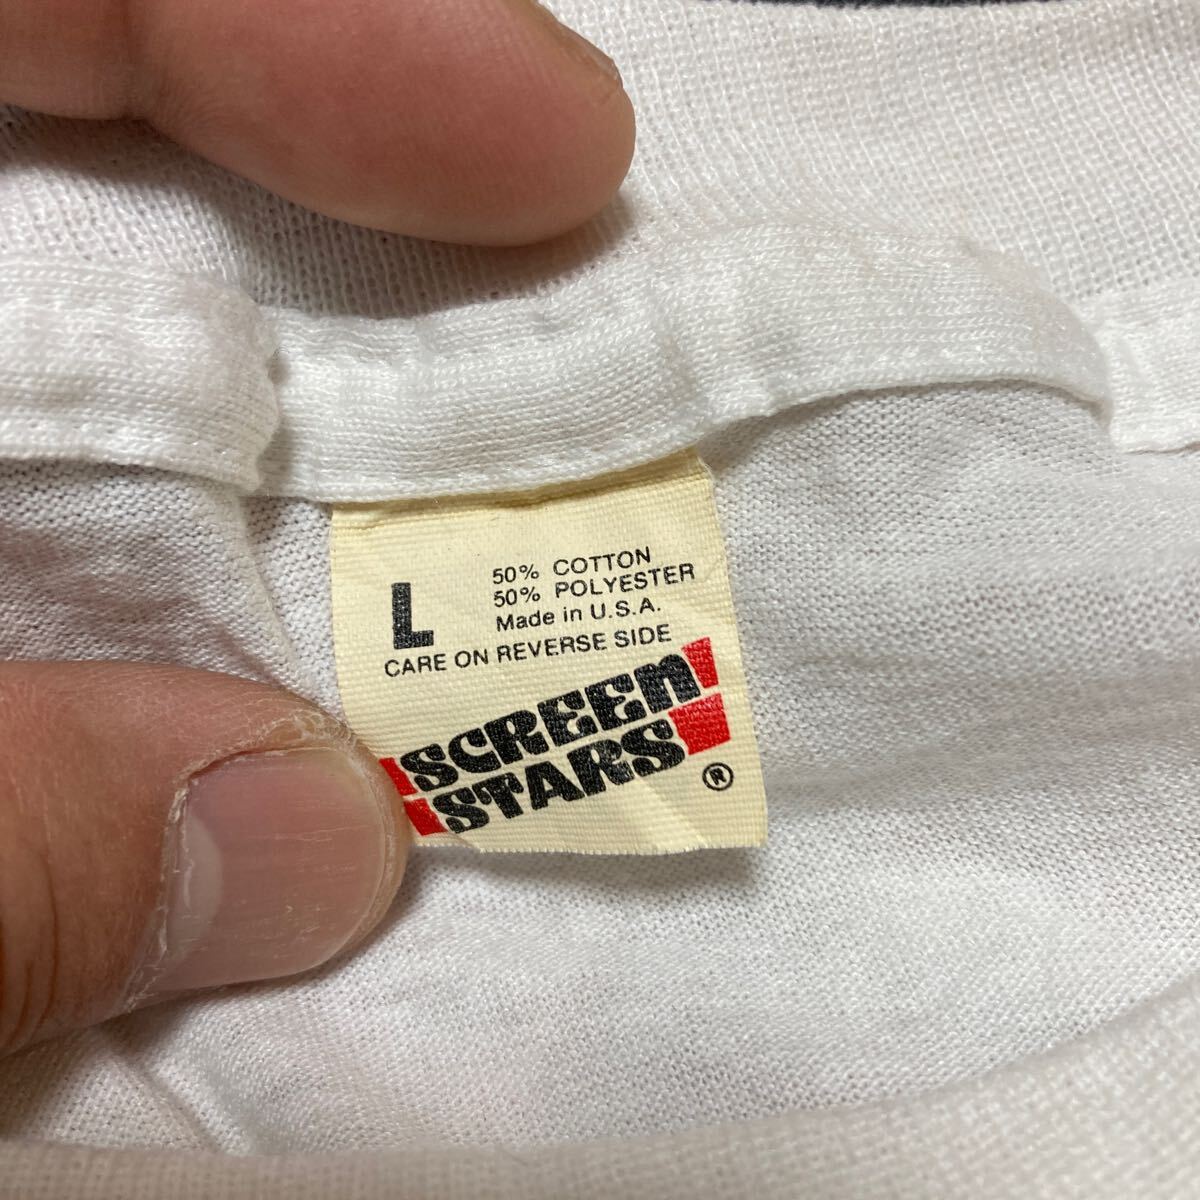 L
50% COTTON
50% POLYESTER
Made in U.S.A.
CARE ON REVERSE SIDE
SCREEN
STARS
®